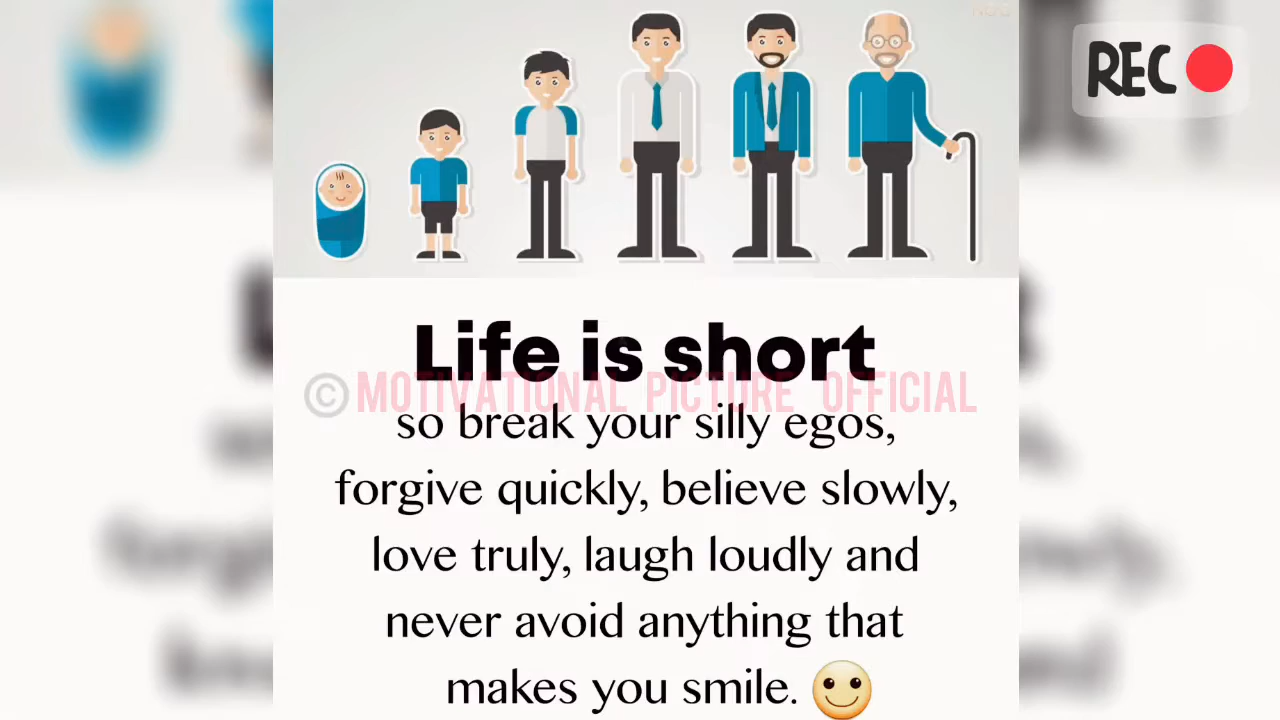 REC
Life is short
© MOTIVATIONAL PICTURE OFFICIAL
so break your silly egos,
forgive quickly, believe slowly,
love truly, laugh loudly and
never avoid anything that
makes you smile.